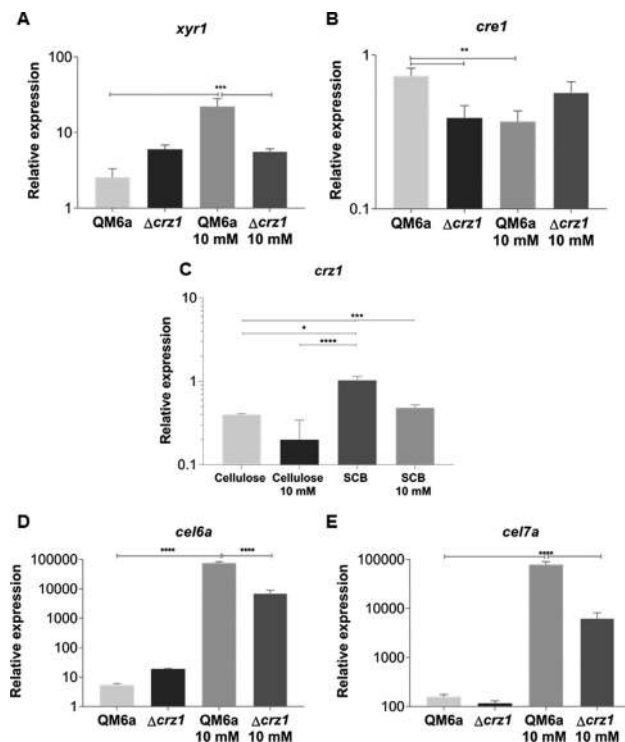 A
xyr1
Relative expression
100
10
1
***
QM6a
Δcrz1
QM6a
10 mM
Δcrz1
10 mM
B
cre1
Relative expression
1
0.1
**
QM6a
Δcrz1
QM6a
10 mM
Δcrz1
10 mM
C
crz1
Relative expression
10
1
0.1
***
*
****
Cellulose
Cellulose
10 mM
SCB
SCB
10 mM
D
cel6a
Relative expression
100000
10000
1000
100
10
1
****
****
QM6a
Δcrz1
QM6a
10 mM
Δcrz1
10 mM
E
cel7a
Relative expression
100000
10000
1000
100
****
QM6a
Δcrz1
QM6a
10 mM
Δcrz1
10 mM